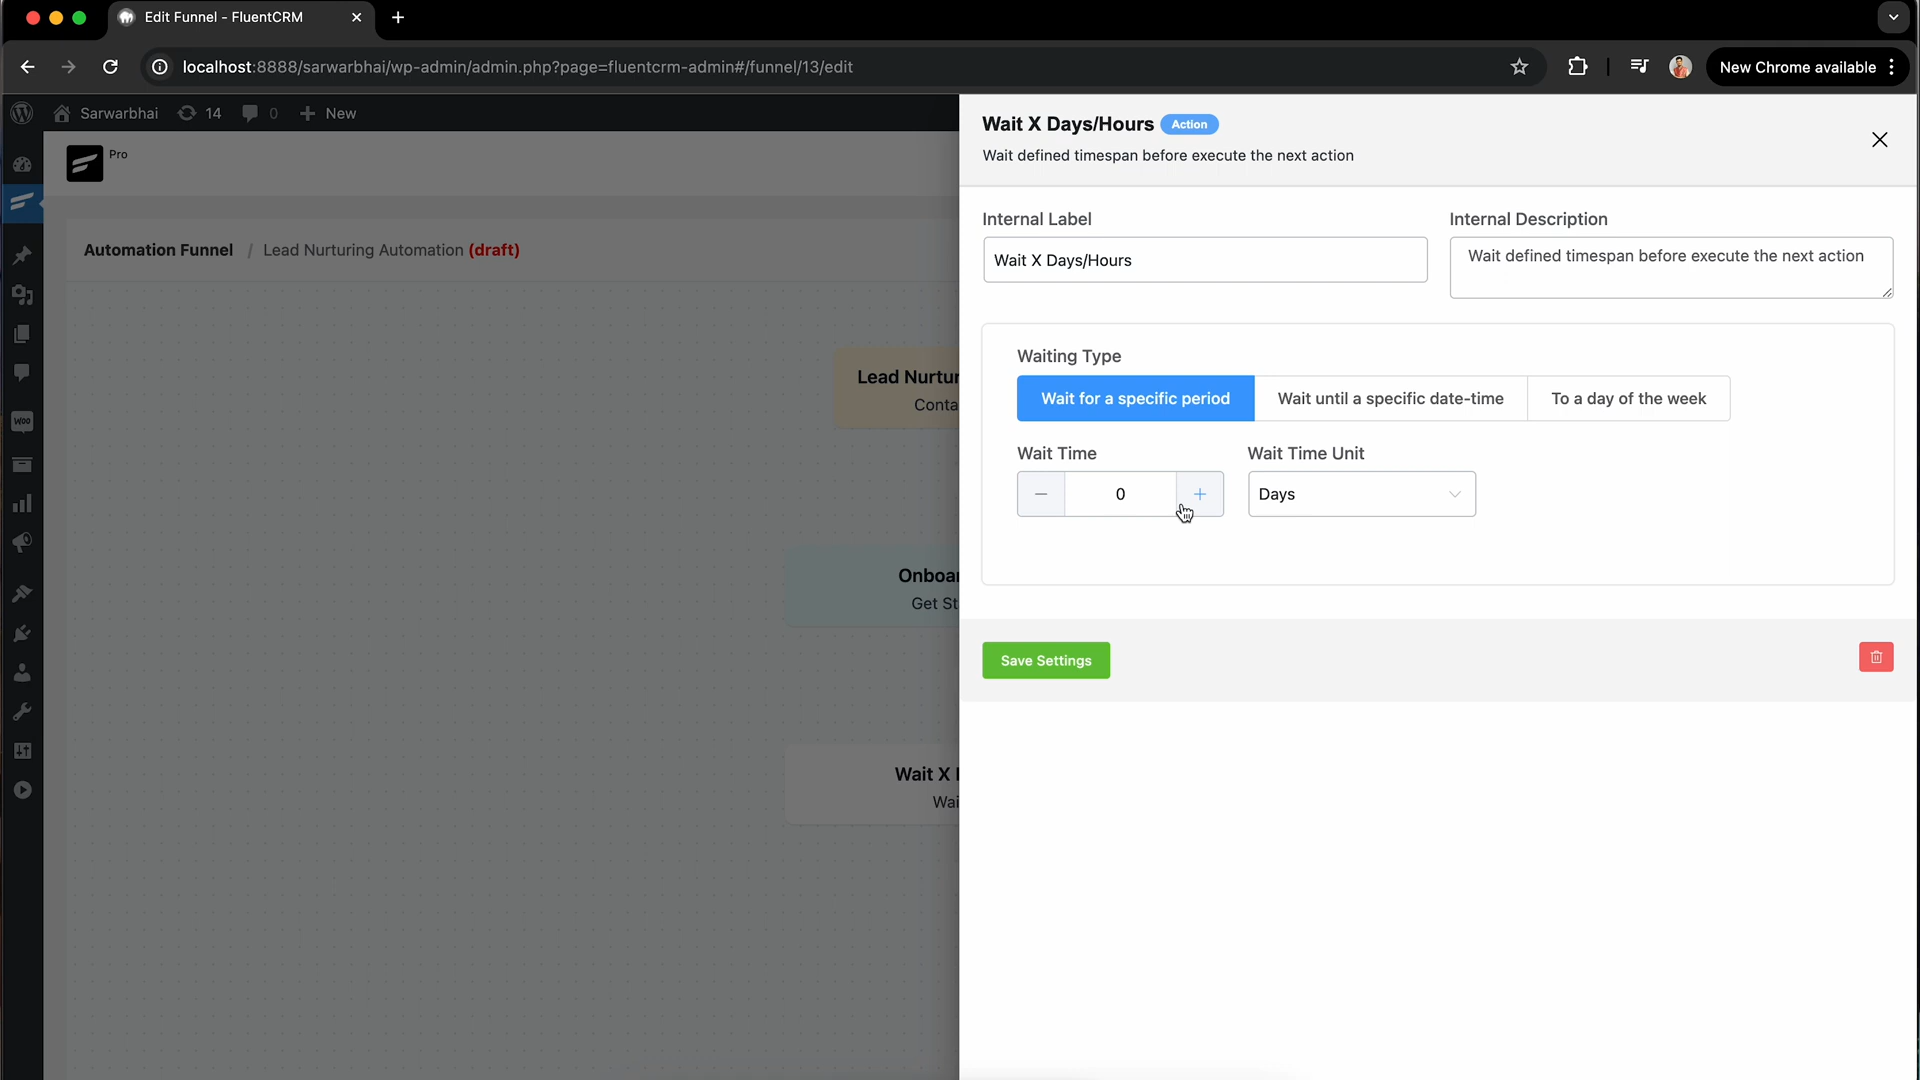 Edit Funnel - FluentCRM
localhost:8888/sarwarbhai/wp-admin/admin.php?page=fluentcrm-admin#/funnel/13/edit
New Chrome available
Sarwarbhai
14
0
New
Pro
Automation Funnel / Lead Nurturing Automation (draft)
Lead Nurtur
Conta
Onboar
Get St
Wait X
Wai
Woo
Wait X Days/Hours Action
Wait defined timespan before execute the next action
Internal Label
Wait X Days/Hours
Internal Description
Wait defined timespan before execute the next action
Waiting Type
Wait for a specific period
Wait until a specific date-time
To a day of the week
Wait Time
0
Wait Time Unit
Days
Save Settings